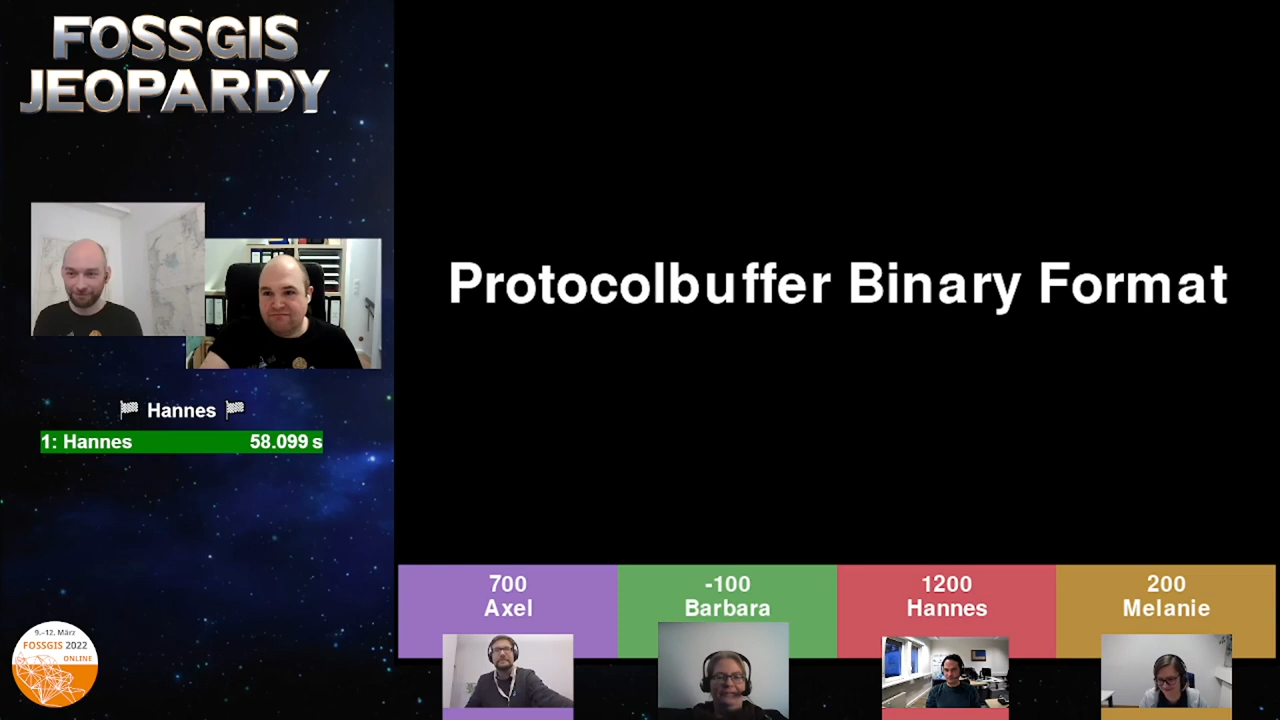 FOSSGIS
JEOPARDY
Protocolbuffer Binary Format
Hannes
1: Hannes 58.099 s
700
Axel
-100
Barbara
1200
Hannes
200
Melanie
9.–12. März
FOSSGIS 2022
ONLINE